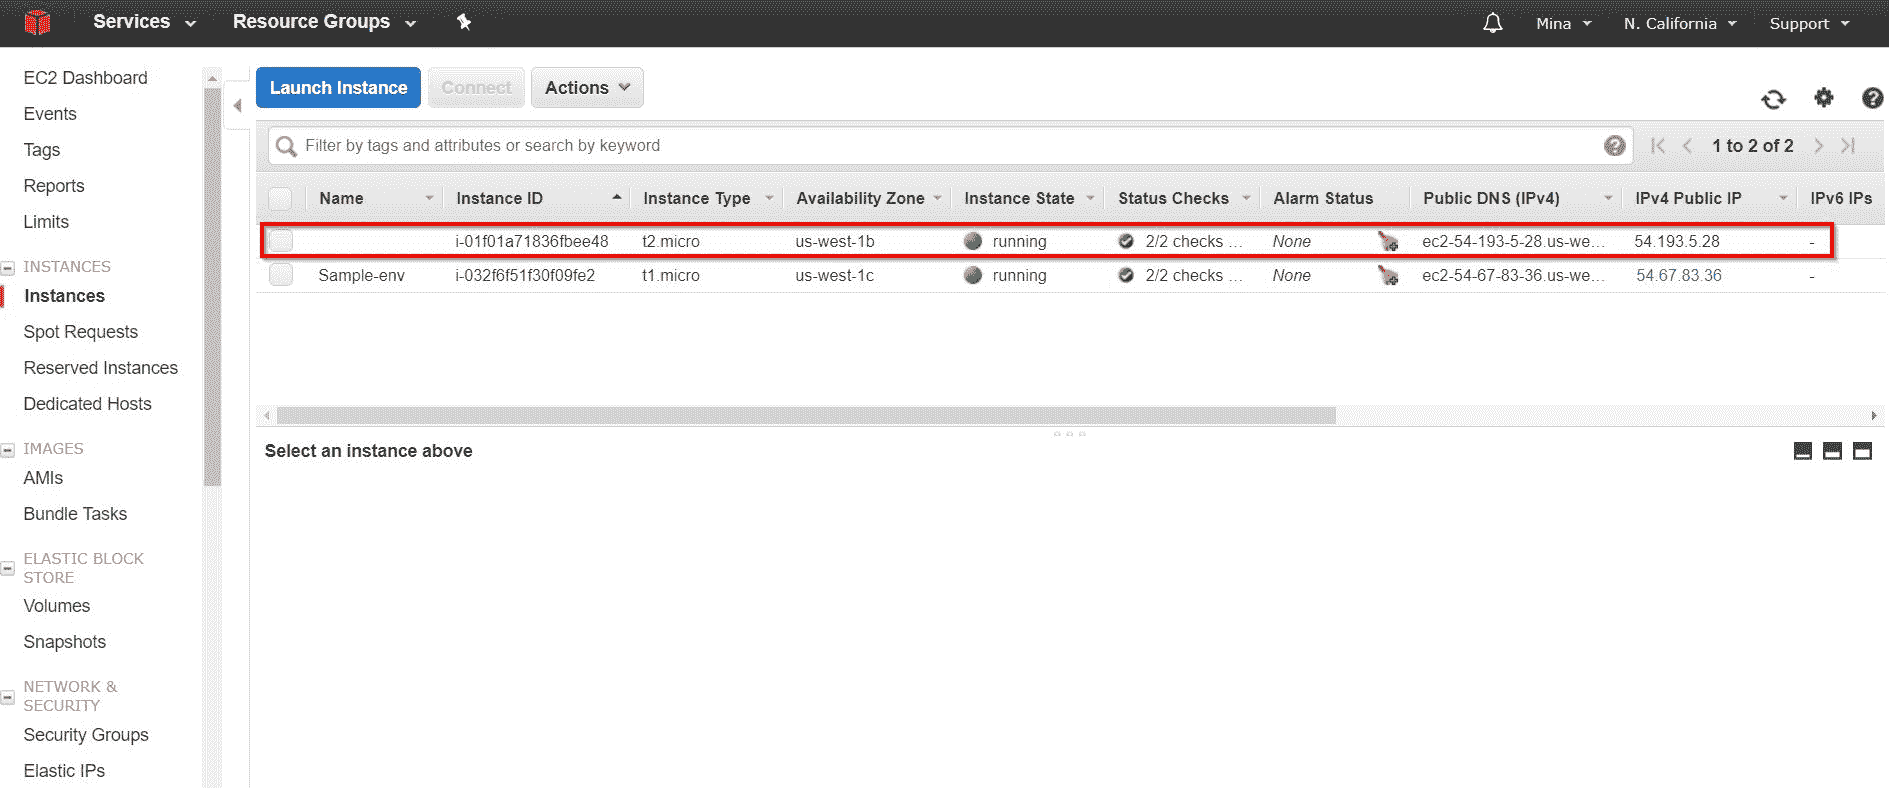 Services Resource Groups Mina N. California Support
EC2 Dashboard
Events
Tags
Reports
Limits
INSTANCES
Instances
Spot Requests
Reserved Instances
Dedicated Hosts
IMAGES
AMIs
Bundle Tasks
ELASTIC BLOCK
STORE
Volumes
Snapshots
NETWORK &
SECURITY
Security Groups
Elastic IPs
Launch Instance Connect Actions
Filter by tags and attributes or search by keyword 1 to 2 of 2
Name Instance ID Instance Type Availability Zone Instance State Status Checks Alarm Status Public DNS (IPv4) IPv4 Public IP IPv6 IPs
i-01f01a71836fbee48 t2.micro us-west-1b running 2/2 checks ... None ec2-54-193-5-28.us-we... 54.193.5.28 -
Sample-env i-032f6f51f30f09fe2 t1.micro us-west-1c running 2/2 checks ... None ec2-54-67-83-36.us-we... 54.67.83.36 -
Select an instance above